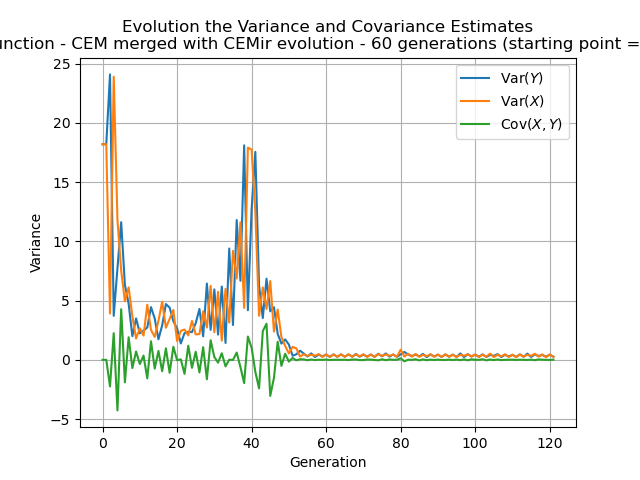 Evolution the Variance and Covariance Estimates
function - CEM merged with CEMir evolution - 60 generations (starting point =
Var(Y)
Var(X)
Cov(X, Y)
Variance
25
20
15
10
5
0
−5
0 20 40 60 80 100 120
Generation